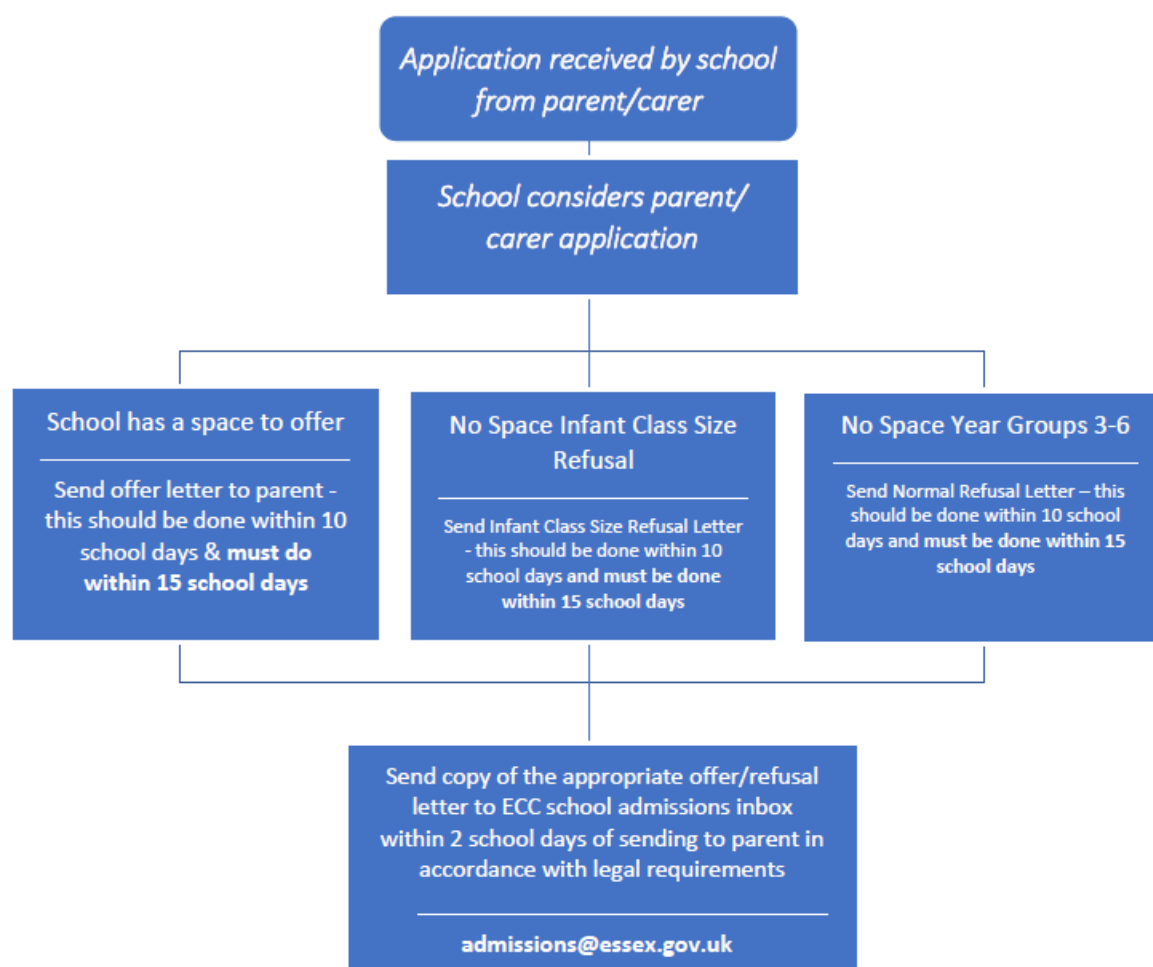 Application received by school
from parent/carer
School considers parent/
carer application
School has a space to offer
Send offer letter to parent -
this should be done within 10
school days & must do
within 15 school days
No Space Infant Class Size
Refusal
Send Infant Class Size Refusal Letter
- this should be done within 10
school days and must be done
within 15 school days
No Space Year Groups 3-6
Send Normal Refusal Letter – this
should be done within 10 school
days and must be done within 15
school days
Send copy of the appropriate offer/refusal
letter to ECC school admissions inbox
within 2 school days of sending to parent in
accordance with legal requirements
admissions@essex.gov.uk